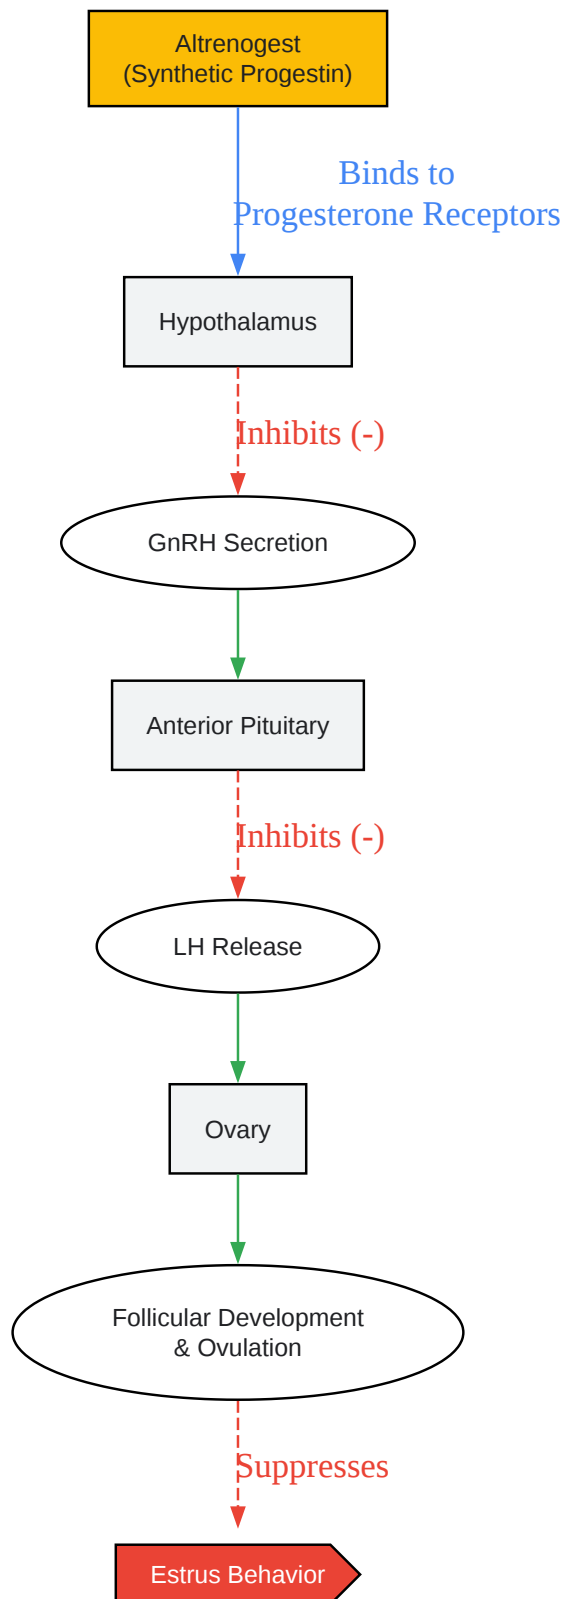 Altrenogest
(Synthetic Progestin)
Binds to
Progesterone Receptors
Hypothalamus
Inhibits (-)
GnRH Secretion
Anterior Pituitary
Inhibits (-)
LH Release
Ovary
Follicular Development
& Ovulation
Suppresses
Estrus Behavior